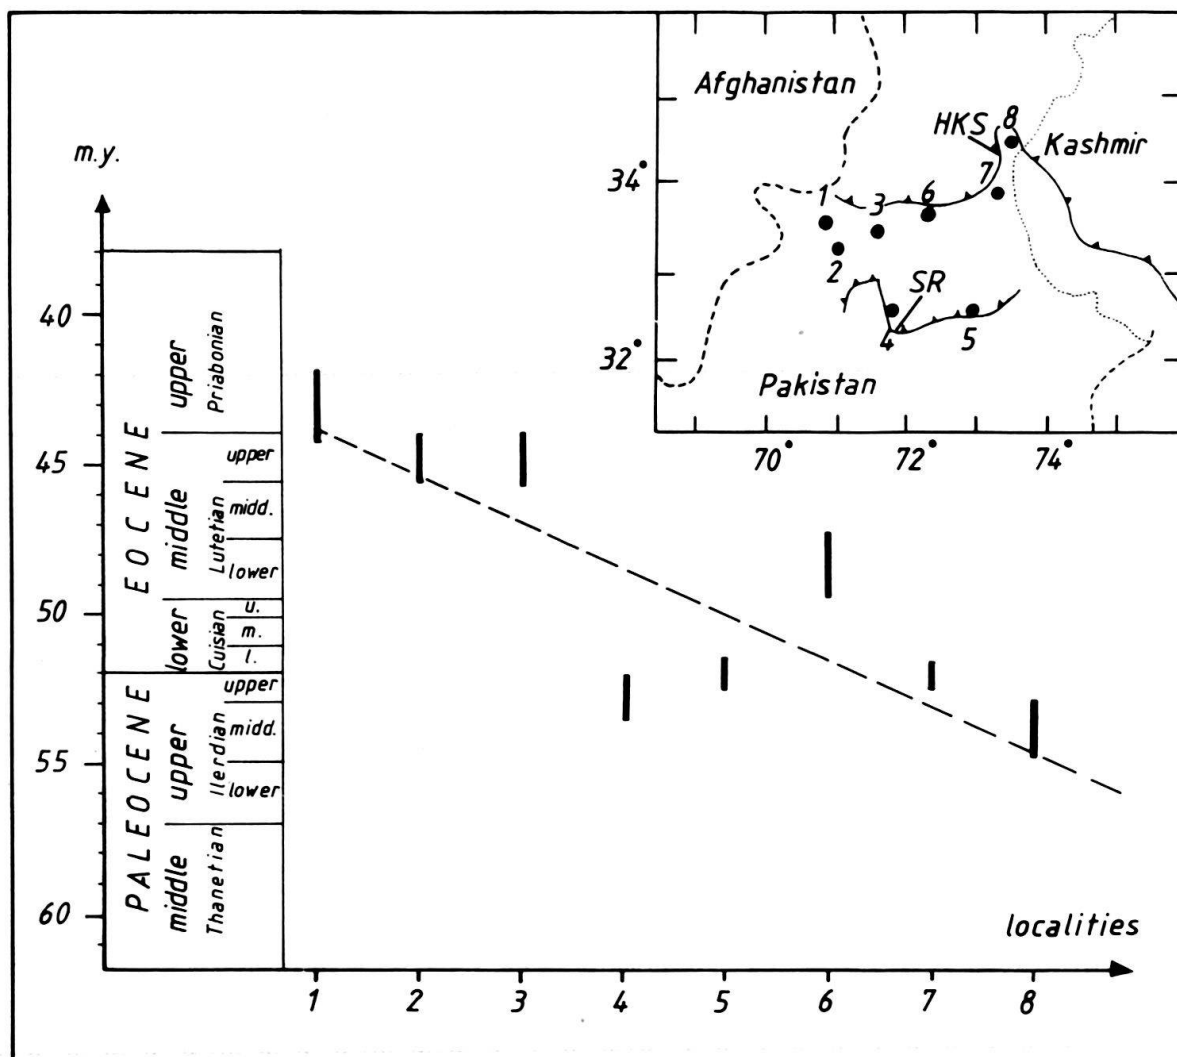 m.y.
40
45
50
55
60
EOCENE
PALEOCENE
upper
middle
lower
upper
middle
Priabonian
Lutetian
Cuisian
Ilerdian
Thanetian
upper
midd.
lower
u.
m.
l.
upper
midd.
lower
localities
1 2 3 4 5 6 7 8
Afghanistan
HKS
8
Kashmir
34°
1
3
6
7
2
SR
4
5
32°
Pakistan
70° 72° 74°